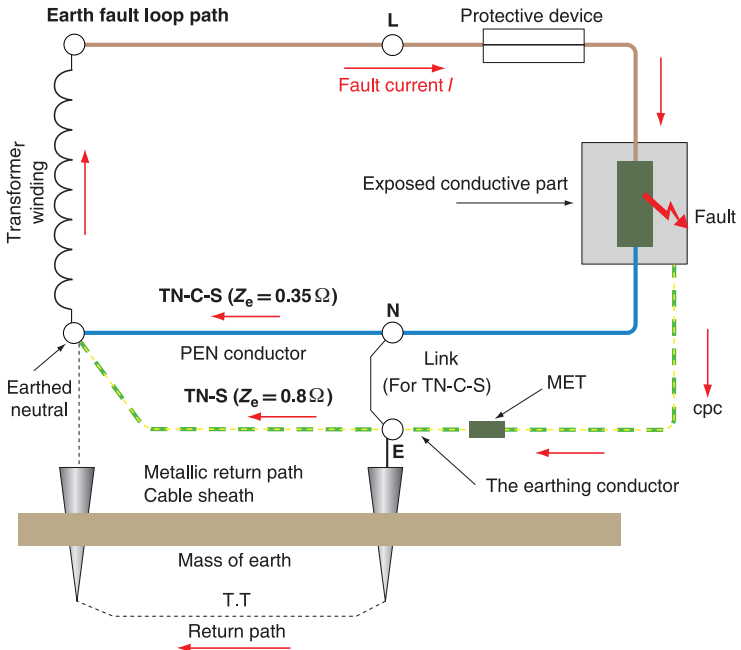 Earth fault loop path
L
Protective device
Fault current I
Transformer
winding
Exposed conductive part
Fault
TN-C-S (Ze = 0.35 Ω)
N
PEN conductor
Link
(For TN-C-S)
MET
Earthed
neutral
TN-S (Ze = 0.8 Ω)
cpc
E
Metallic return path
Cable sheath
The earthing conductor
Mass of earth
T.T
Return path